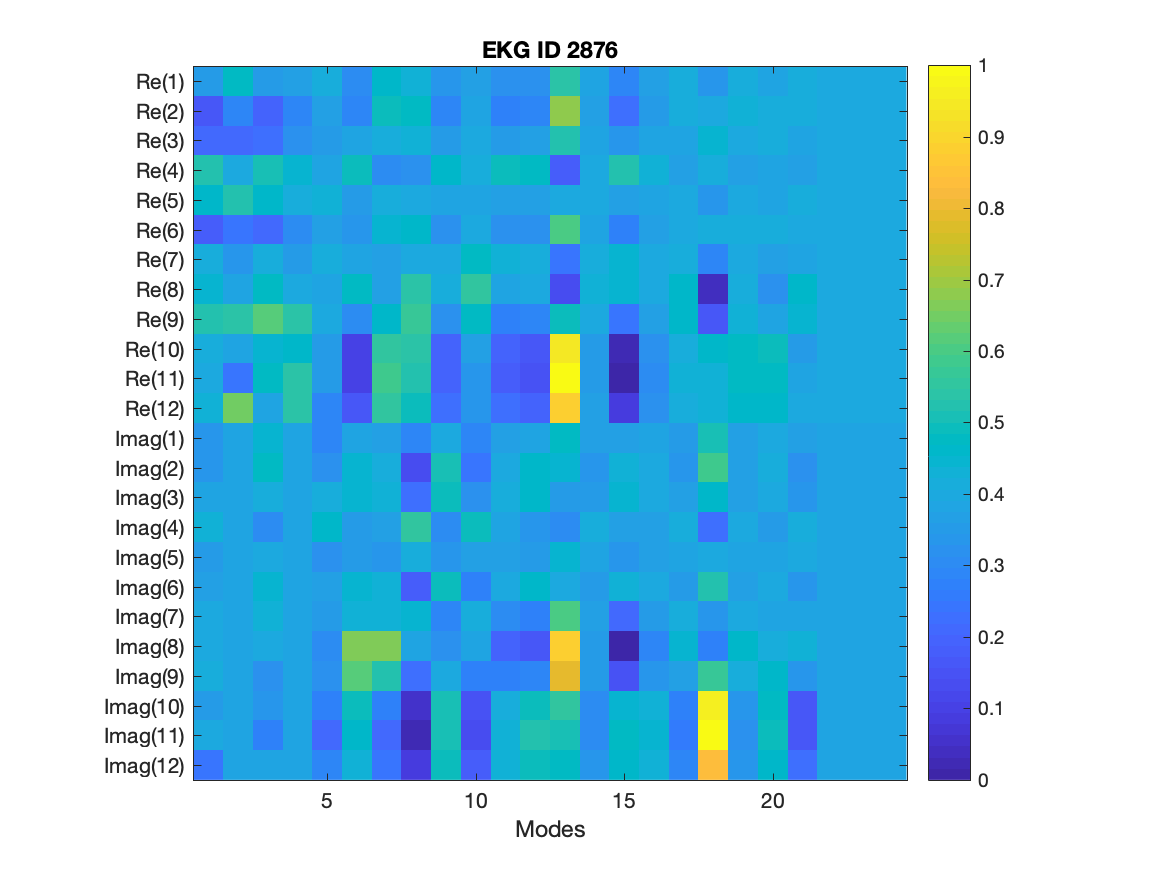 EKG ID 2876
Re(1)
Re(2)
Re(3)
Re(4)
Re(5)
Re(6)
Re(7)
Re(8)
Re(9)
Re(10)
Re(11)
Re(12)
Imag(1)
Imag(2)
Imag(3)
Imag(4)
Imag(5)
Imag(6)
Imag(7)
Imag(8)
Imag(9)
Imag(10)
Imag(11)
Imag(12)
5 10 15 20
Modes
1
0.9
0.8
0.7
0.6
0.5
0.4
0.3
0.2
0.1
0